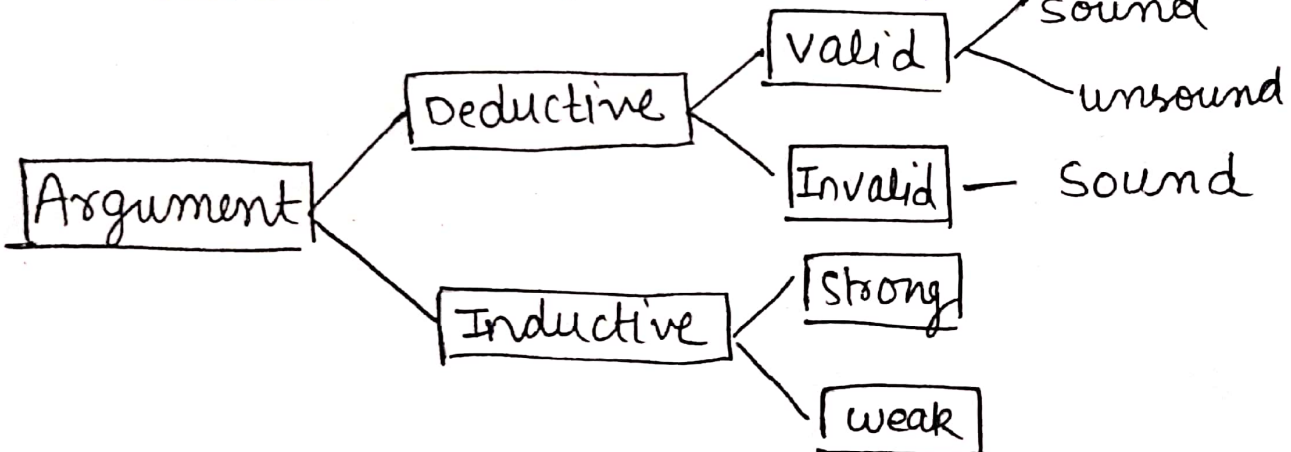 sound
Valid
Deductive
unsound
Argument
Invalid — Sound
Strong
Inductive
weak